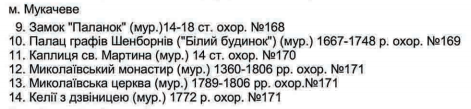 м. Мукачеве
9. Замок "Паланок" (мур.)14-18 ст. охор. №168
10. Палац графів Шенборнів ("Білий будинок") (мур.) 1667-1748 р. охор. №169
11. Каплиця св. Мартина (мур.) 14 ст. охор. №170
12. Миколаївський монастир (мур.) 1360-1806 рр. охор. №171
13. Миколаївська церква (мур.) 1789-1806 рр. охор.№171
14. Келії з дзвіницею (мур.) 1772 р. охор. №171